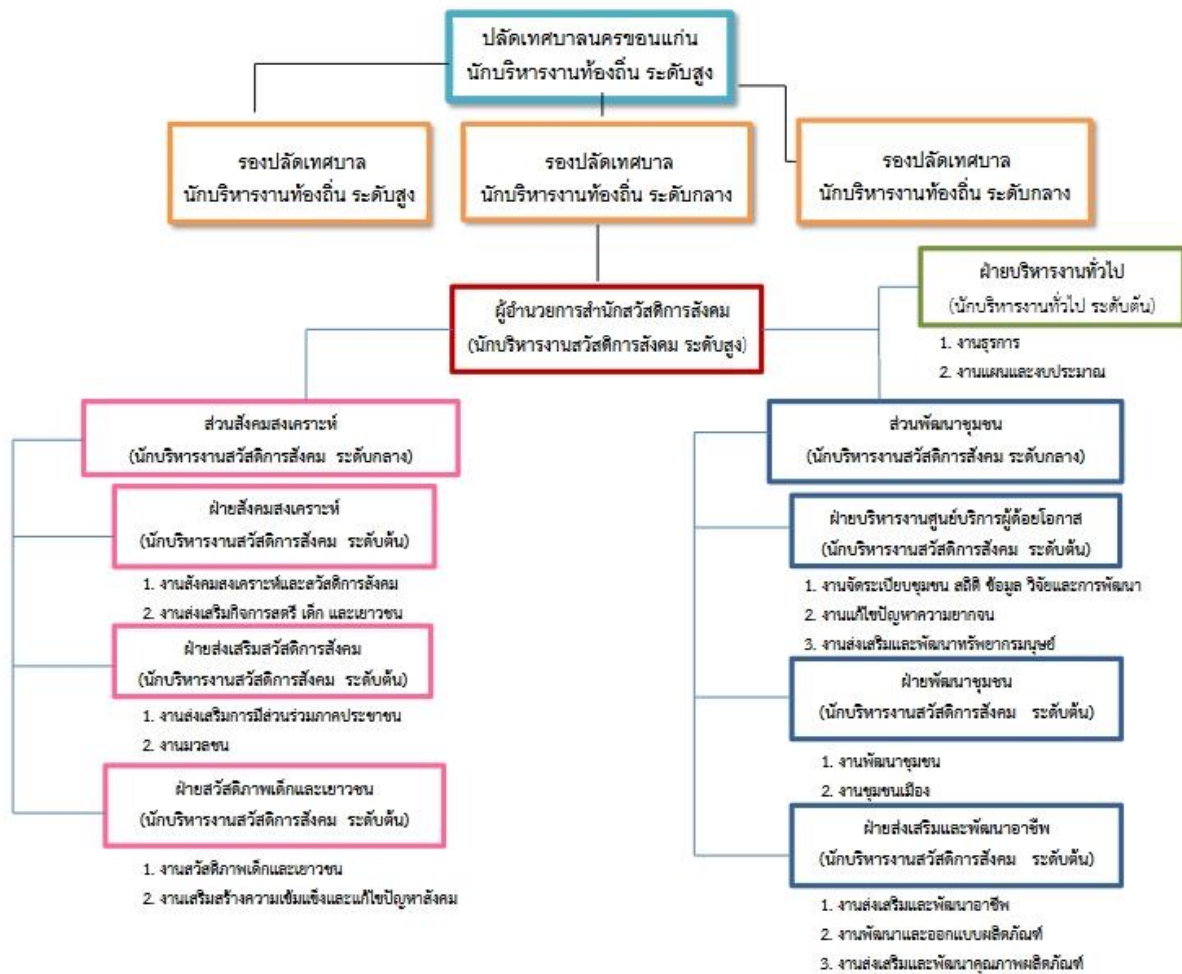 ปลัดเทศบาลนครขอนแก่น
นักบริหารงานท้องถิ่น ระดับสูง
รองปลัดเทศบาล
นักบริหารงานท้องถิ่น ระดับสูง
รองปลัดเทศบาล
นักบริหารงานท้องถิ่น ระดับกลาง
รองปลัดเทศบาล
นักบริหารงานท้องถิ่น ระดับกลาง
ฝ่ายบริหารงานทั่วไป
(นักบริหารงานทั่วไป ระดับต้น)
1. งานธุรการ
2. งานแผนและงบประมาณ
ผู้อำนวยการสำนักสวัสดิการสังคม
(นักบริหารงานสวัสดิการสังคม ระดับสูง)
ส่วนสังคมสงเคราะห์
(นักบริหารงานสวัสดิการสังคม ระดับกลาง)
ฝ่ายสังคมสงเคราะห์
(นักบริหารงานสวัสดิการสังคม ระดับต้น)
1. งานสังคมสงเคราะห์และสวัสดิการสังคม
2. งานส่งเสริมกิจการสตรี เด็ก และเยาวชน
ฝ่ายส่งเสริมสวัสดิการสังคม
(นักบริหารงานสวัสดิการสังคม ระดับต้น)
1. งานส่งเสริมการมีส่วนร่วมภาคประชาชน
2. งานมวลชน
ฝ่ายสวัสดิภาพเด็กและเยาวชน
(นักบริหารงานสวัสดิการสังคม ระดับต้น)
1. งานสวัสดิภาพเด็กและเยาวชน
2. งานเสริมสร้างความเข้มแข็งและแก้ไขปัญหาสังคม
ส่วนพัฒนาชุมชน
(นักบริหารงานสวัสดิการสังคม ระดับกลาง)
ฝ่ายบริหารงานศูนย์บริการผู้ด้อยโอกาส
(นักบริหารงานสวัสดิการสังคม ระดับต้น)
1. งานจัดระเบียบชุมชน สถิติ ข้อมูล วิจัยและการพัฒนา
2. งานแก้ไขปัญหาความยากจน
3. งานส่งเสริมและพัฒนาทรัพยากรมนุษย์
ฝ่ายพัฒนาชุมชน
(นักบริหารงานสวัสดิการสังคม ระดับต้น)
1. งานพัฒนาชุมชน
2. งานชุมชนเมือง
ฝ่ายส่งเสริมและพัฒนาอาชีพ
(นักบริหารงานสวัสดิการสังคม ระดับต้น)
1. งานส่งเสริมและพัฒนาอาชีพ
2. งานพัฒนาและออกแบบผลิตภัณฑ์
3. งานส่งเสริมและพัฒนาคุณภาพผลิตภัณฑ์